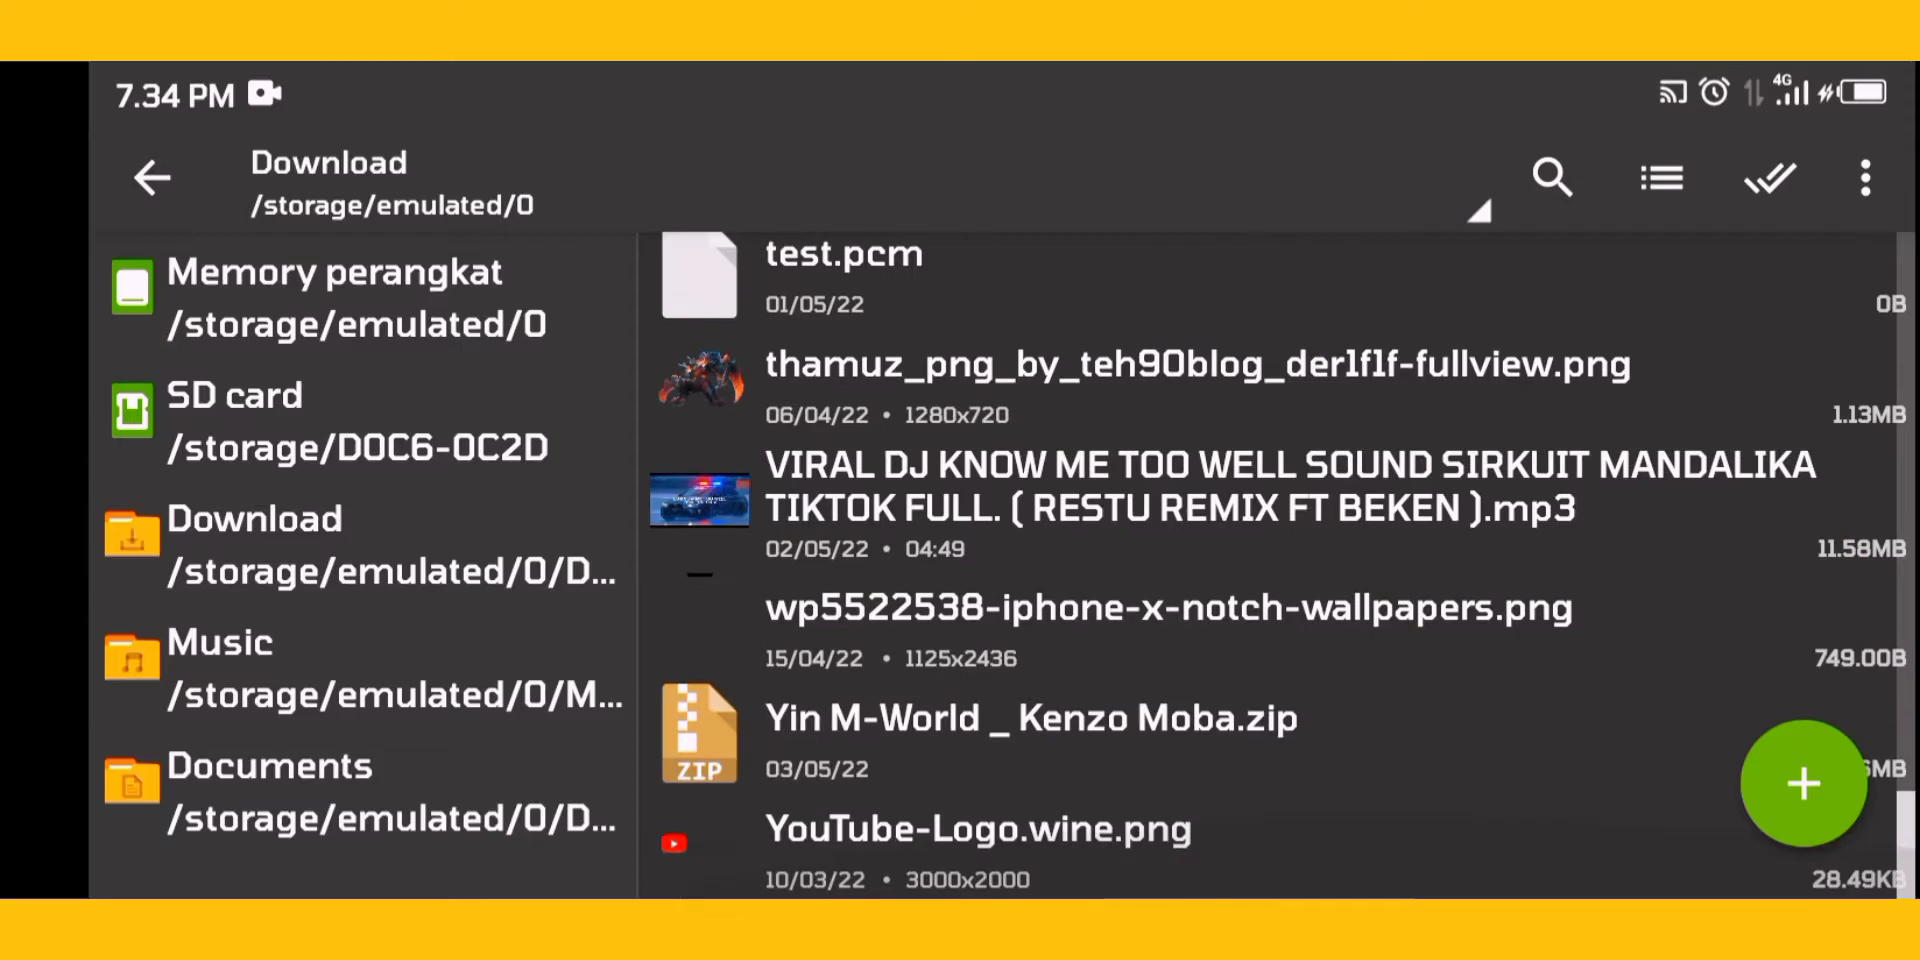 7.34 PM
4G
Download
/storage/emulated/0
Memory perangkat
/storage/emulated/0
SD card
/storage/D0C6-0C2D
Download
/storage/emulated/0/D...
Music
/storage/emulated/0/M...
Documents
/storage/emulated/0/D...
test.pcm
01/05/22
0B
thamuz_png_by_teh90blog_der1f1f-fullview.png
06/04/22 • 1280x720
1.13MB
VIRAL DJ KNOW ME TOO WELL SOUND SIRKUIT MANDALIKA
TIKTOK FULL. ( RESTU REMIX FT BEKEN ).mp3
02/05/22 • 04:49
11.58MB
wp5522538-iphone-x-notch-wallpapers.png
15/04/22 • 1125x2436
749.00B
ZIP
Yin M-World _ Kenzo Moba.zip
03/05/22
MB
YouTube-Logo.wine.png
10/03/22 • 3000x2000
28.49KB